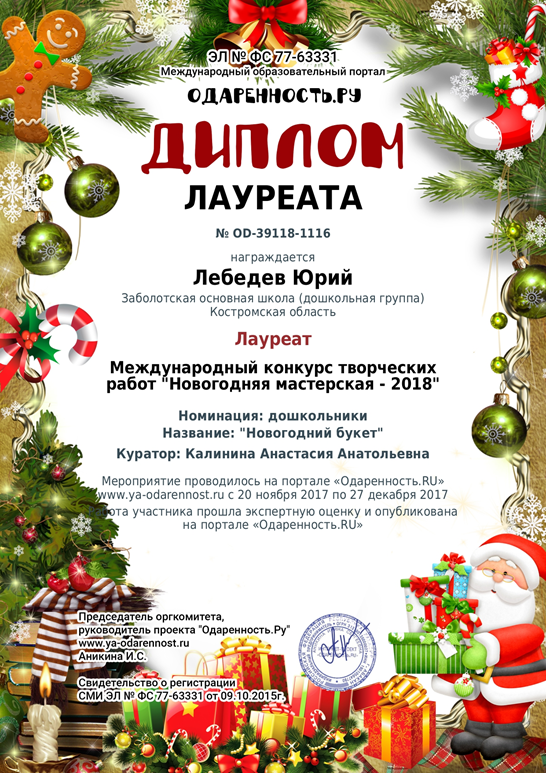 ЭЛ № ФС 77-63331
Международный образовательный портал
ОДАРЕННОСТЬ.РУ
ДИПЛОМ
ЛАУРЕАТА
№ OD-39118-1116
награждается
Лебедев Юрий
Заболотская основная школа (дошкольная группа)
Костромская область
Лауреат
Международный конкурс творческих
работ "Новогодняя мастерская - 2018"
Номинация: дошкольники
Название: "Новогодний букет"
Куратор: Калинина Анастасия Анатольевна
Мероприятие проводилось на портале «Одаренность.RU»
www.ya-odarennost.ru с 20 ноября 2017 по 27 декабря 2017
участника прошла экспертную оценку и опубликована
на портале «Одаренность.RU»
Председатель оргкомитета,
руководитель проекта "Одаренность.Ру"
www.ya-odarennost.ru
Аникина И.С.
Свидетельство о регистрации
СМИ ЭЛ № ФС 77-63331 от 09.10.2015г.